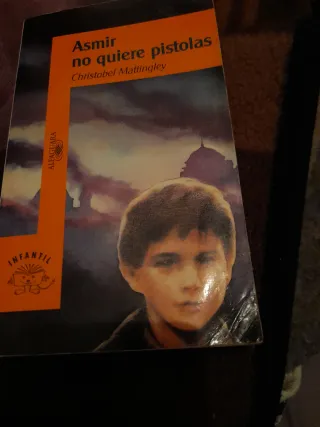 Asmir
no quiere pistolas
Christobel Mattingley
ALFAGUARA
INFANTIL